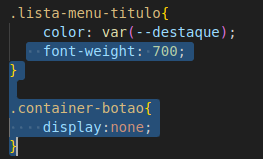 .lista-menu-titulo{
    color: var(--destaque);
    font-weight: 700;
}

.container-botao{
    display:none;
}